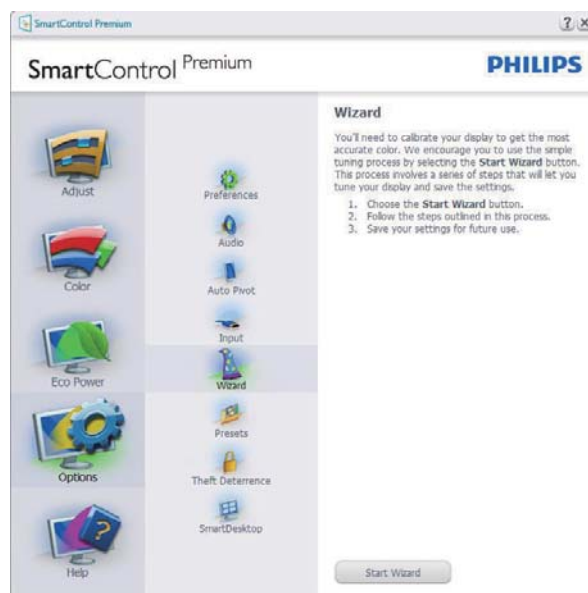 SmartControl Premium
SmartControl Premium
PHILIPS
Adjust
Color
Eco Power
Options
Help
Preferences
Audio
Auto Pivot
Input
Wizard
Presets
Theft Deterrence
SmartDesktop
Wizard
You'll need to calibrate your display to get the most
accurate color. We encourage you to use the simple
tuning process by selecting the Start Wizard button.
This process involves a series of steps that will let you
tune your display and save the settings.
1. Choose the Start Wizard button.
2. Follow the steps outlined in this process.
3. Save your settings for future use.
Start Wizard